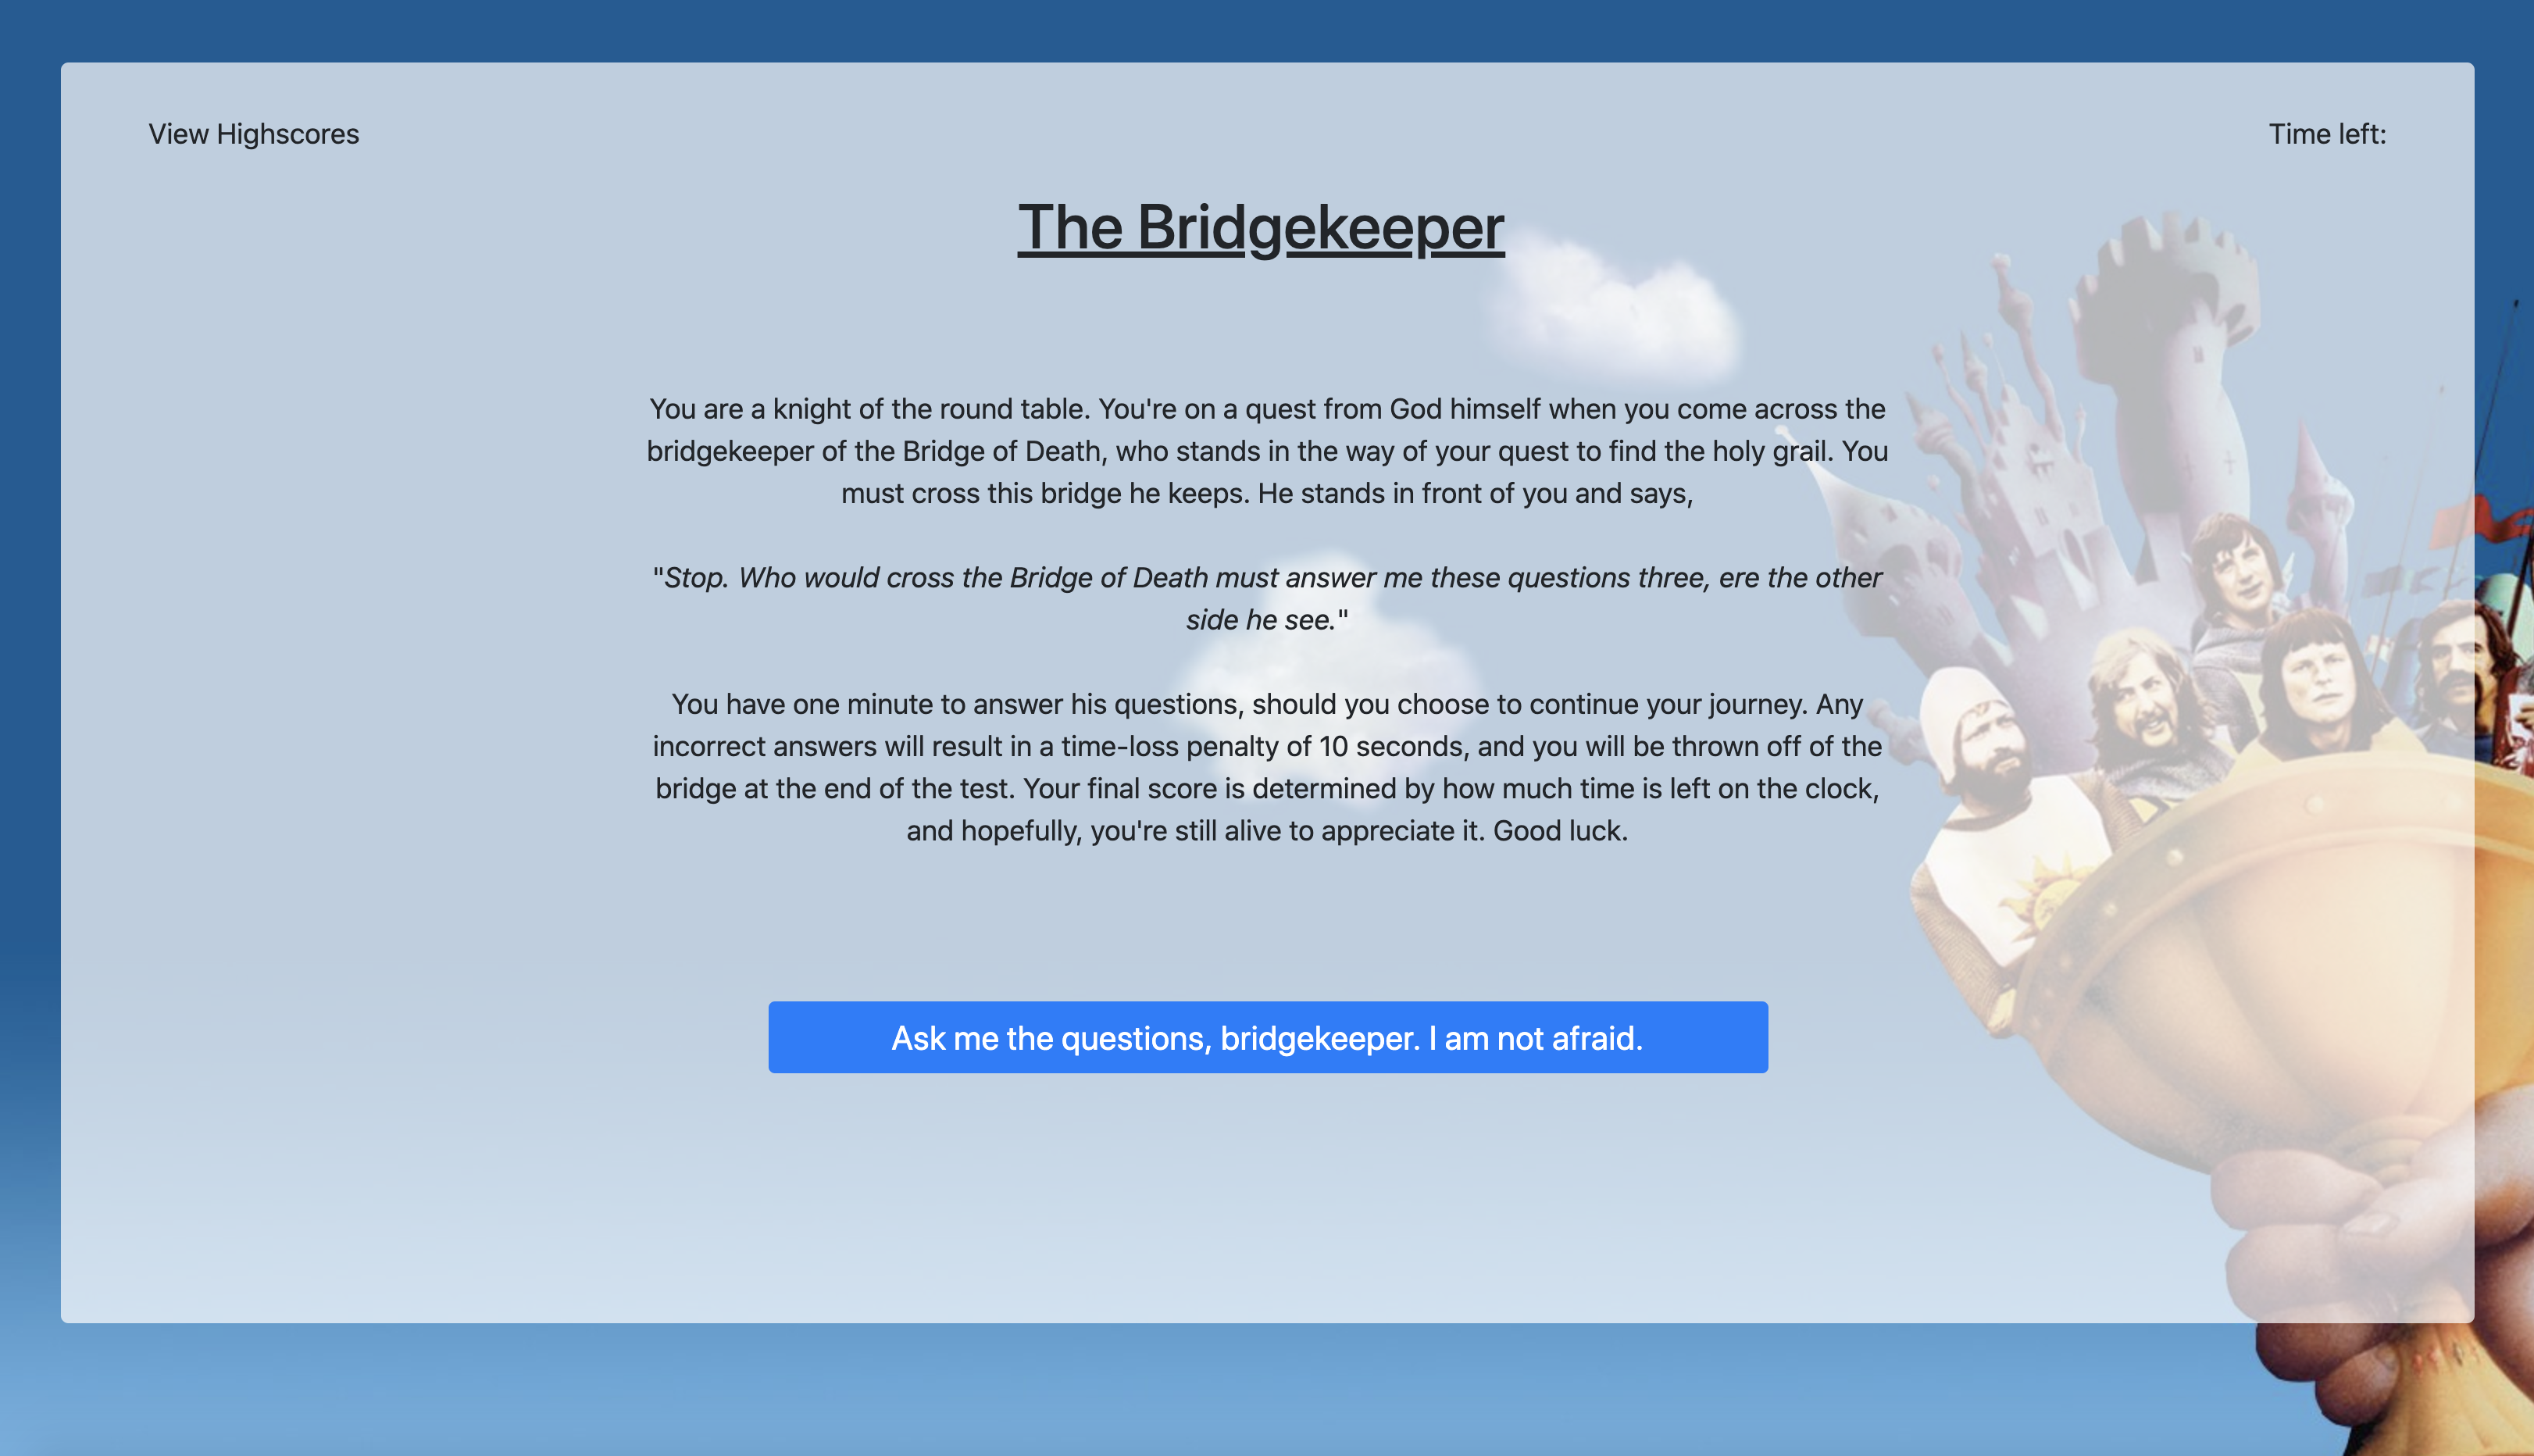 View Highscores
Time left:
The Bridgekeeper
You are a knight of the round table. You're on a quest from God himself when you come across the
bridgekeeper of the Bridge of Death, who stands in the way of your quest to find the holy grail. You
must cross this bridge he keeps. He stands in front of you and says,
"Stop. Who would cross the Bridge of Death must answer me these questions three, ere the other
side he see."
You have one minute to answer his questions, should you choose to continue your journey. Any
incorrect answers will result in a time-loss penalty of 10 seconds, and you will be thrown off of the
bridge at the end of the test. Your final score is determined by how much time is left on the clock,
and hopefully, you're still alive to appreciate it. Good luck.
Ask me the questions, bridgekeeper. I am not afraid.